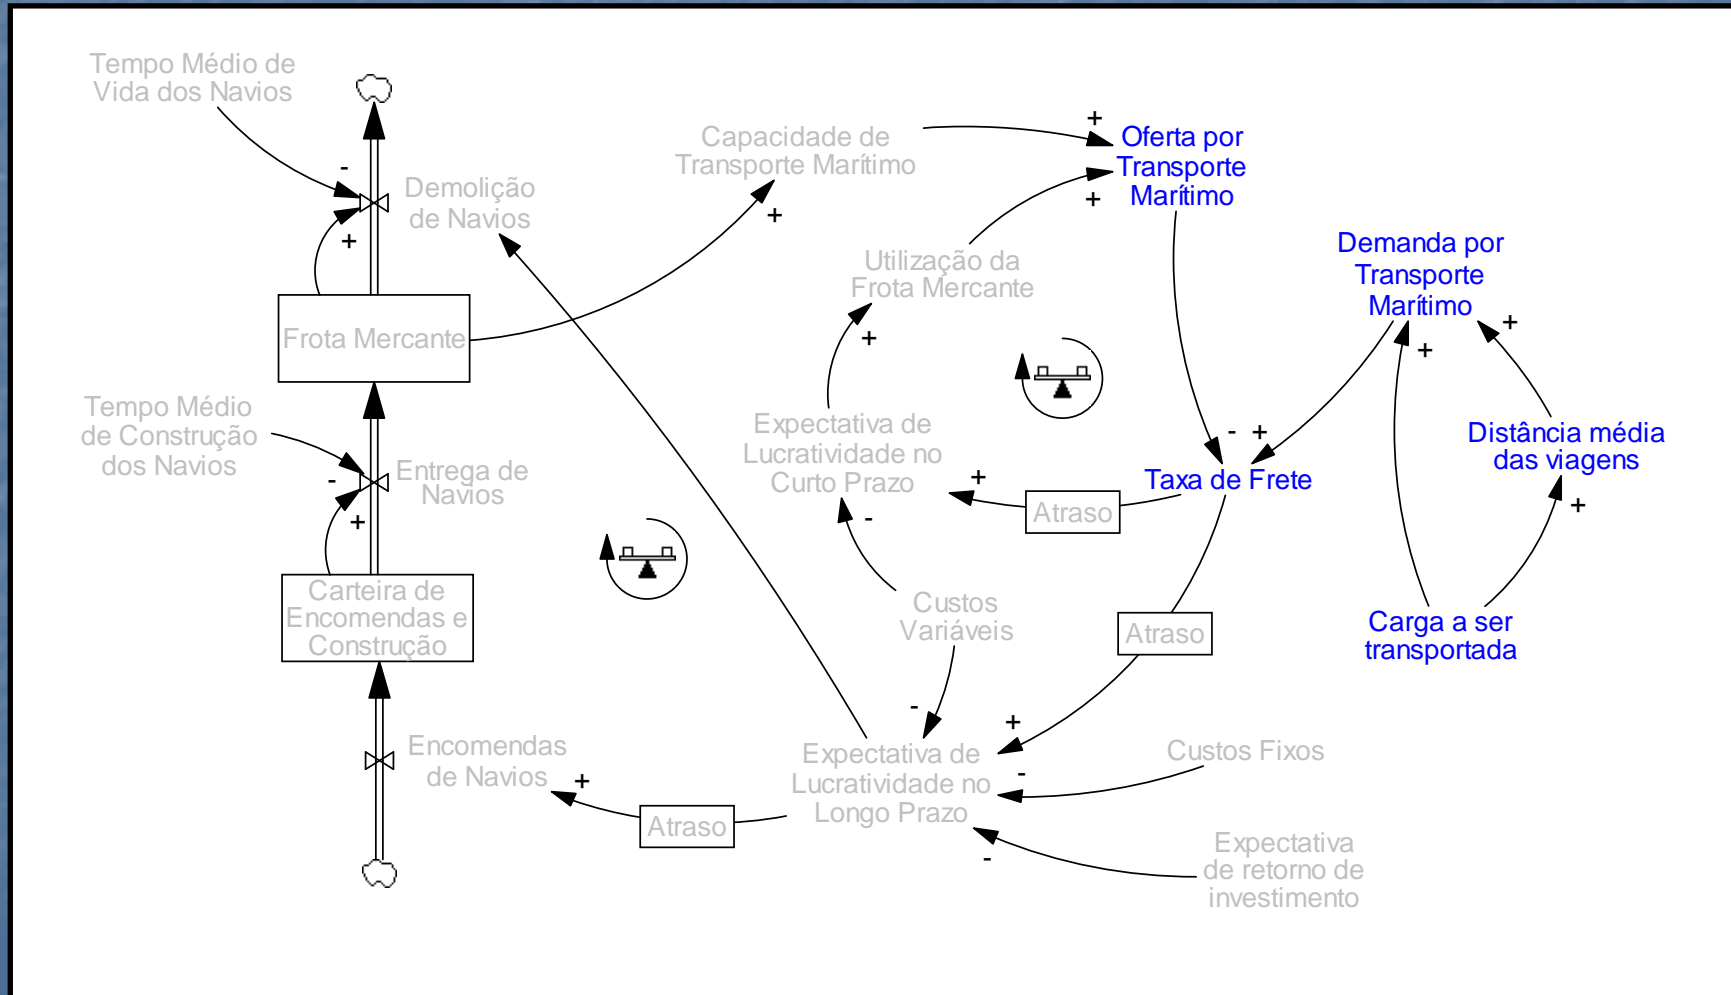 Tempo Médio de
Vida dos Navios
-
+
Demolição
de Navios
Capacidade de
Transporte Marítimo
+
+
Oferta por
Transporte
Marítimo
+
Utilização da
Frota Mercante
+
Demanda por
Transporte
Marítimo
+
+
Frota Mercante
Tempo Médio
de Construção
dos Navios
-
+
Entrega de
Navios
Expectativa de
Lucratividade no
Curto Prazo
+
-
Atraso
- +
Taxa de Frete
Distância média
das viagens
+
Carteira de
Encomendas e
Construção
Custos
Variáveis
-
Atraso
+
Carga a ser
transportada
Encomendas
de Navios
+
Atraso
Expectativa de
Lucratividade no
Longo Prazo
-
Custos Fixos
-
Expectativa
de retorno de
investimento